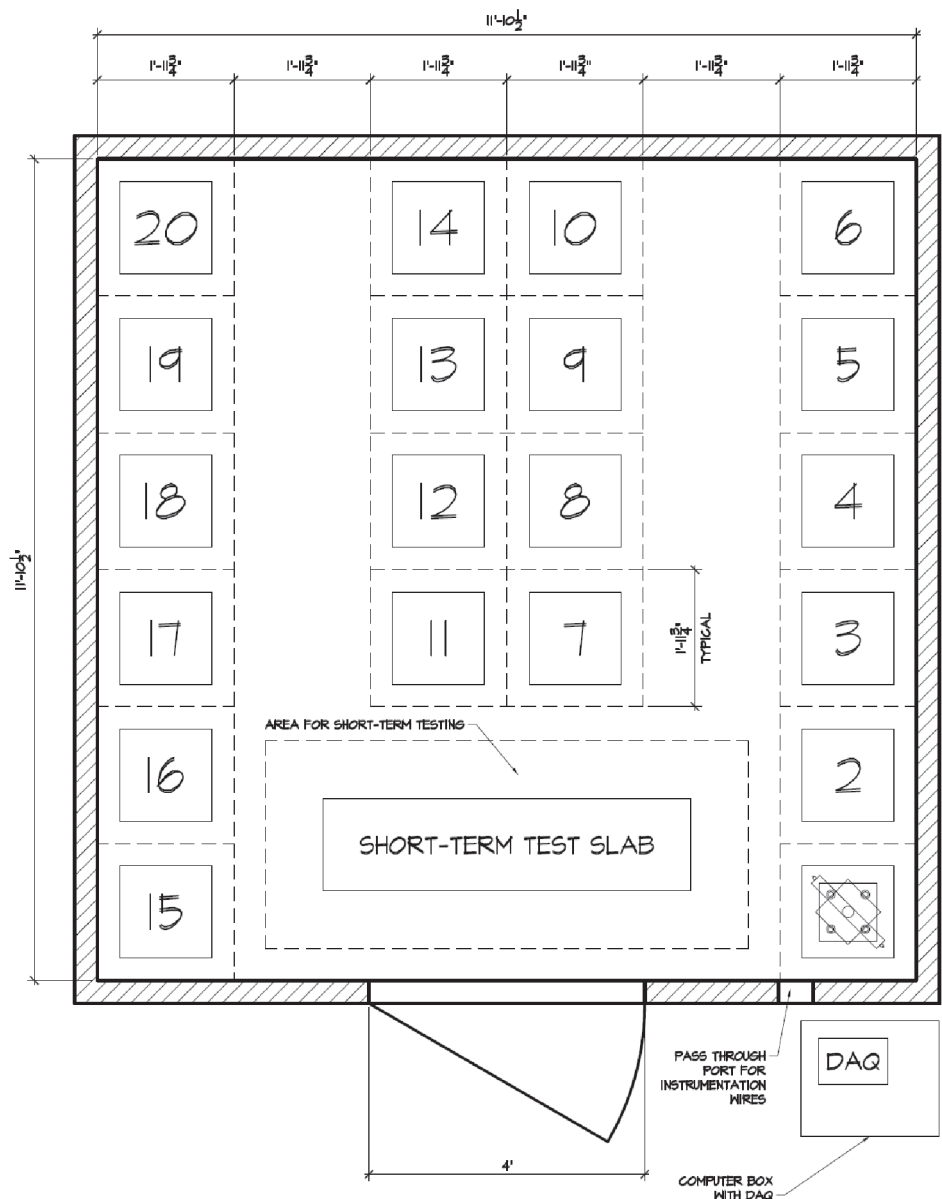 11'-10½"
1'-11¾" 1'-11¾" 1'-11¾" 1'-11¾" 1'-11¾" 1'-11¾"
20 14 10 6
19 13 9 5
18 12 8 4
11'-10½"
17 11 7 3
1'-11¾"
TYPICAL
AREA FOR SHORT-TERM TESTING
16 2
SHORT-TERM TEST SLAB
15
PASS THROUGH
PORT FOR
INSTRUMENTATION
WIRES
DAQ
4'
COMPUTER BOX
WITH DAQ